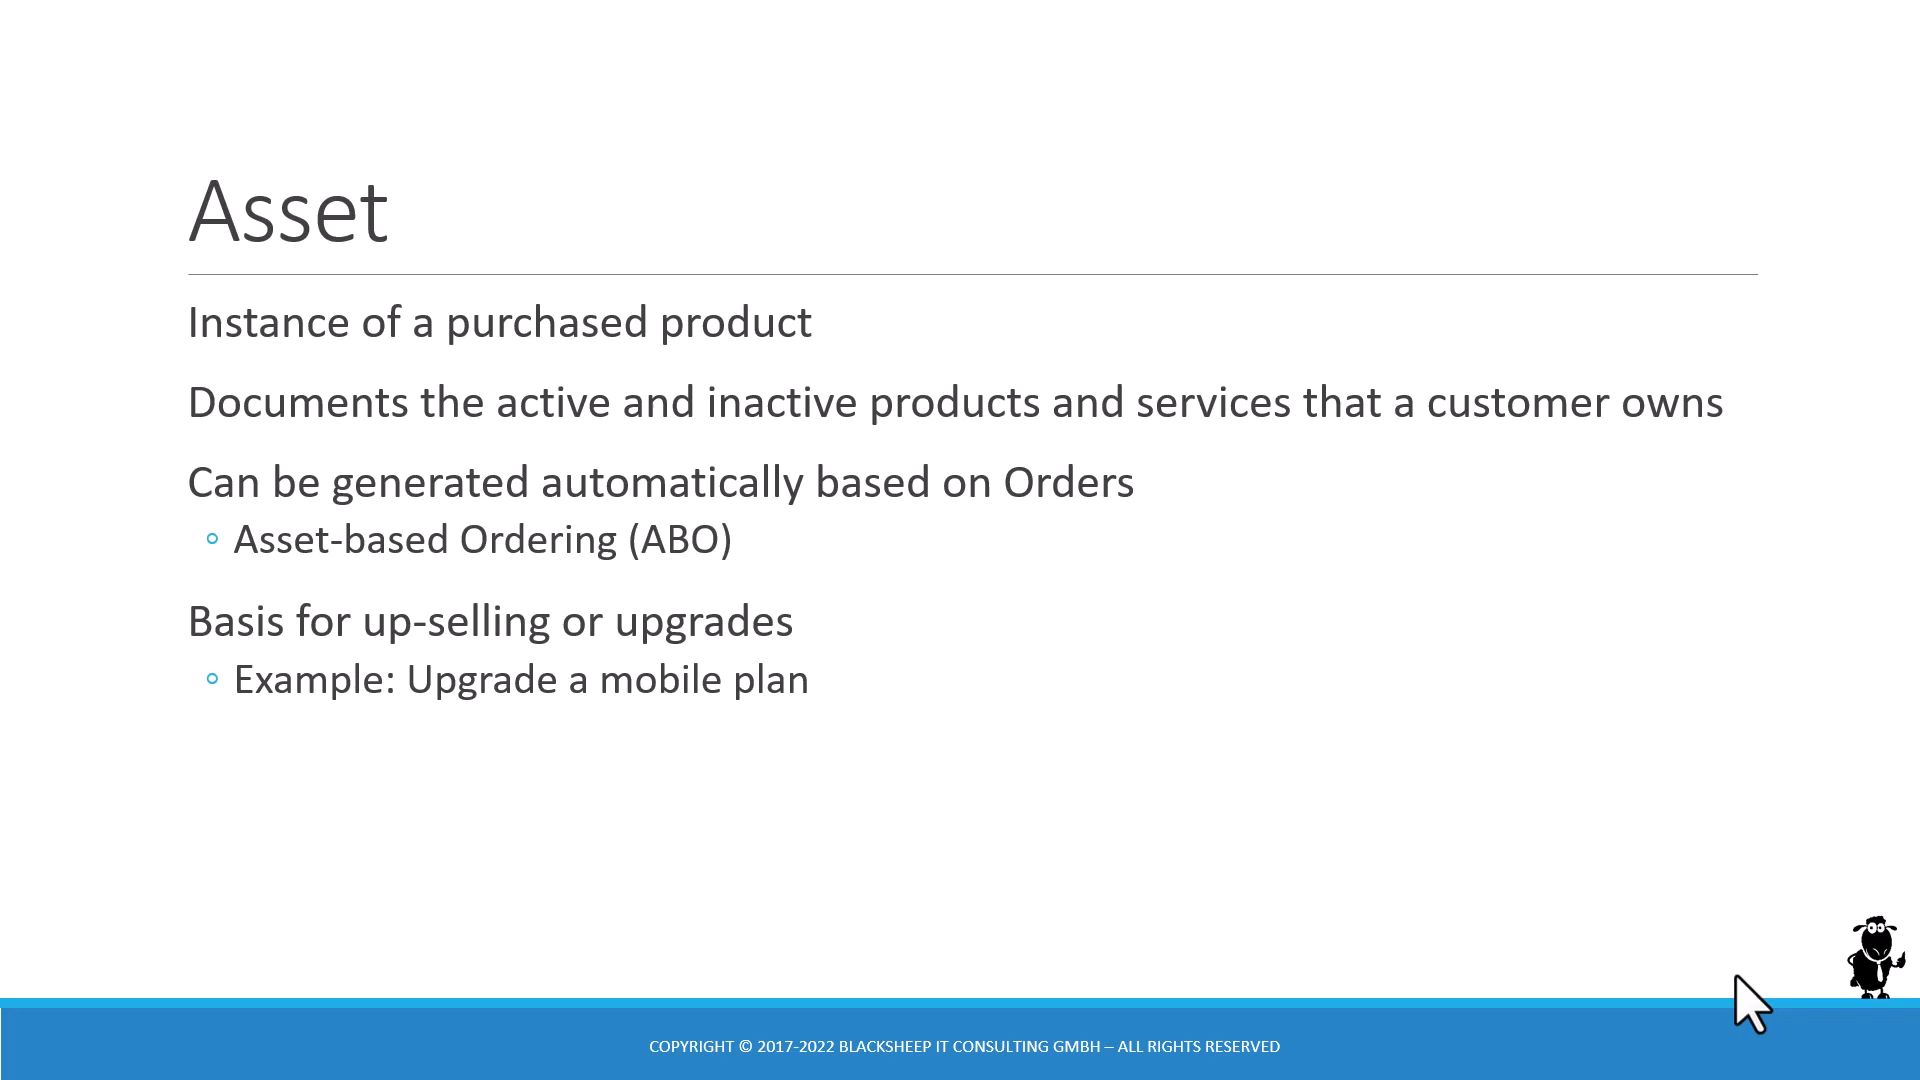 Asset
Instance of a purchased product
Documents the active and inactive products and services that a customer owns
Can be generated automatically based on Orders
◦ Asset-based Ordering (ABO)
Basis for up-selling or upgrades
◦ Example: Upgrade a mobile plan
COPYRIGHT © 2017-2022 BLACKSHEEP IT CONSULTING GMBH – ALL RIGHTS RESERVED